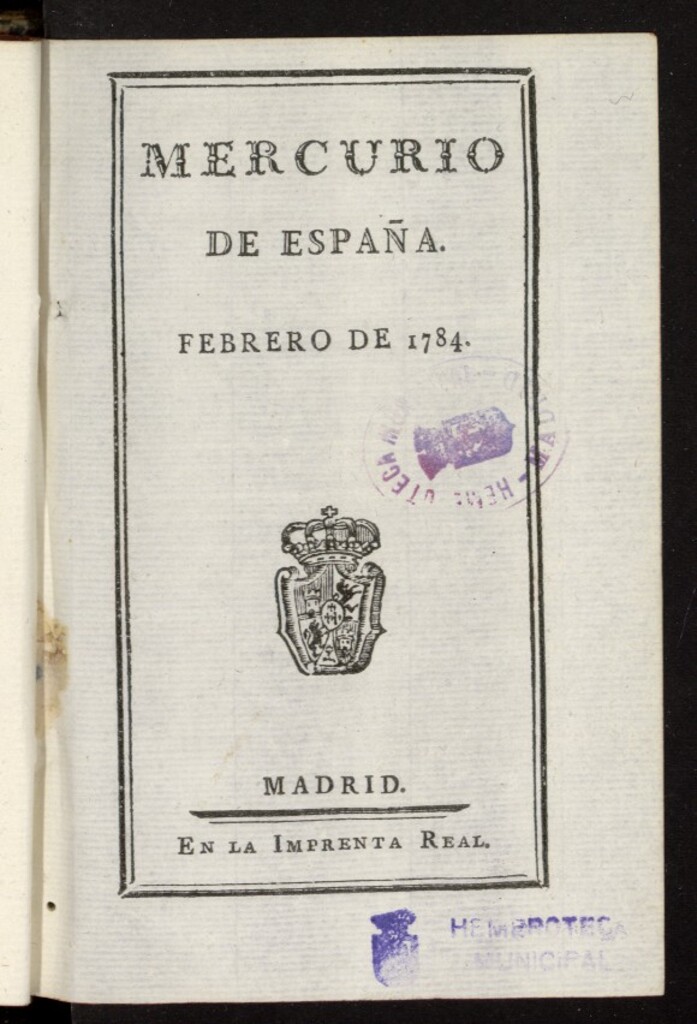 MERCURIO
DE ESPAÑA.
FEBRERO DE 1784.
MADRID.
EN LA IMPRENTA REAL.
HEMEROTECA
MUNICIPAL